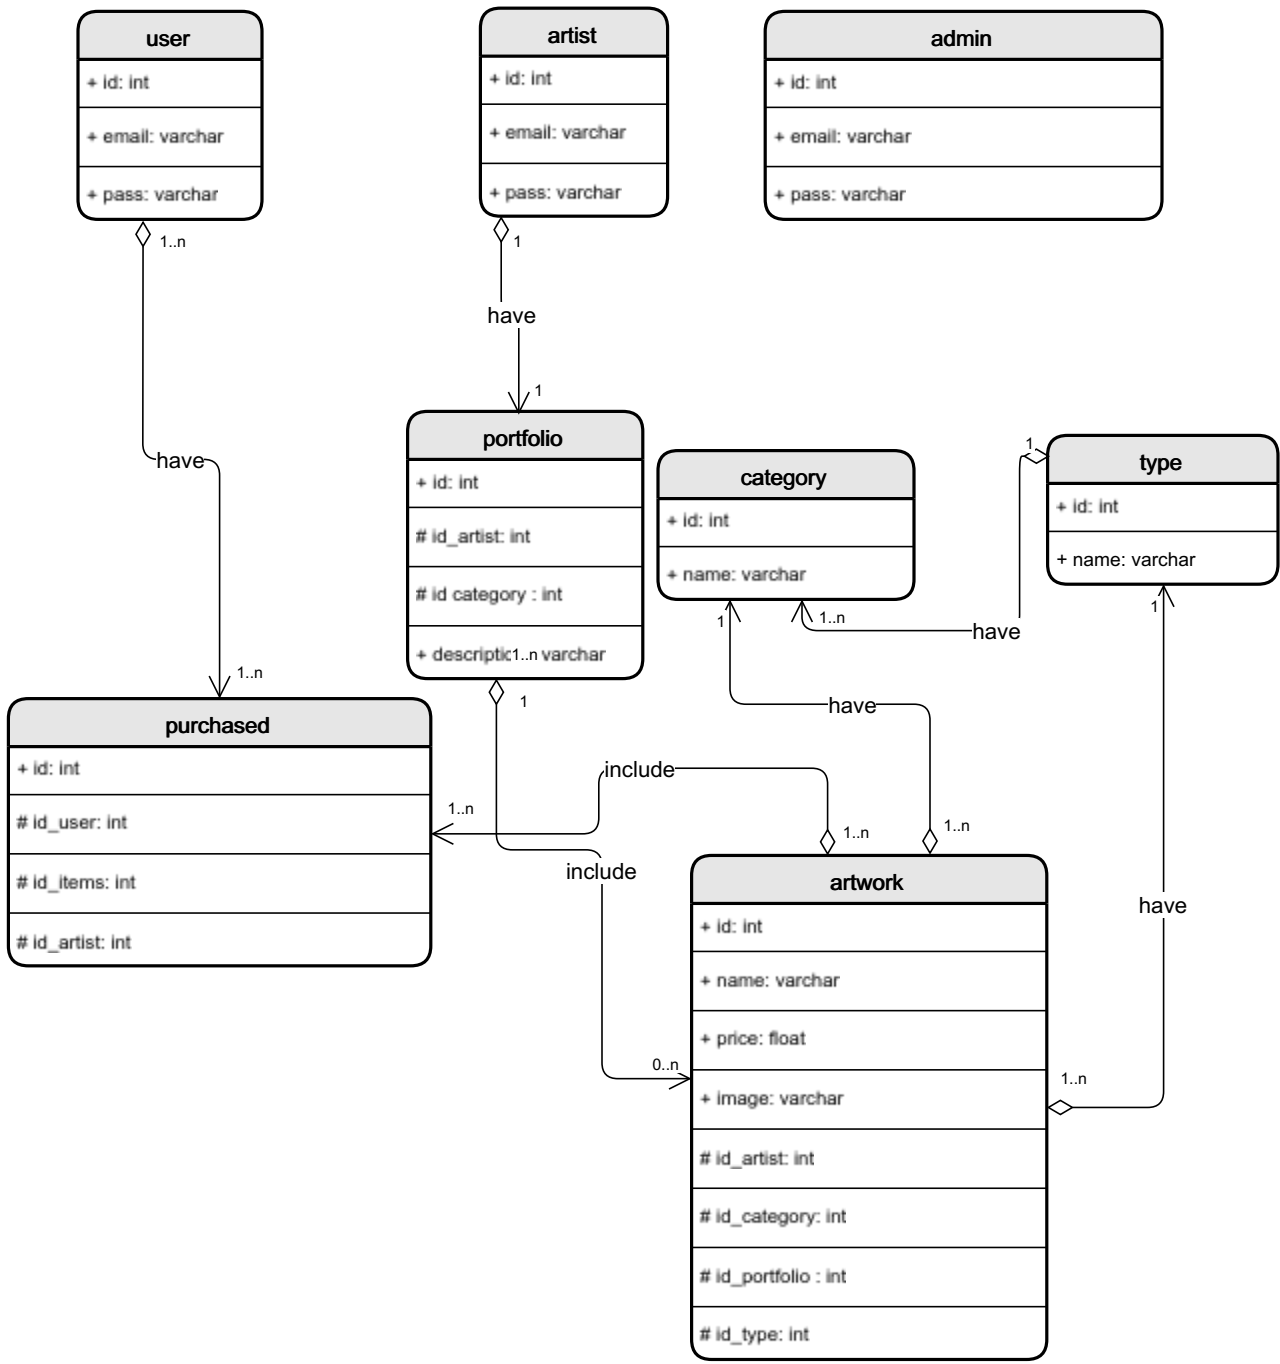 user
+ id: int
+ email: varchar
+ pass: varchar
artist
+ id: int
+ email: varchar
+ pass: varchar
admin
+ id: int
+ email: varchar
+ pass: varchar
1..n
have
1..n
1
have
1
portfolio
+ id: int
# id_artist: int
# id category : int
+ descriptic1..n varchar
1
category
+ id: int
+ name: varchar
1
1..n
have
type
+ id: int
+ name: varchar
1
1
have
purchased
+ id: int
# id_user: int
# id_items: int
# id_artist: int
1..n
include
1..n
have
1..n
include
0..n
artwork
+ id: int
+ name: varchar
+ price: float
+ image: varchar
# id_artist: int
# id_category: int
# id_portfolio : int
# id_type: int
1..n